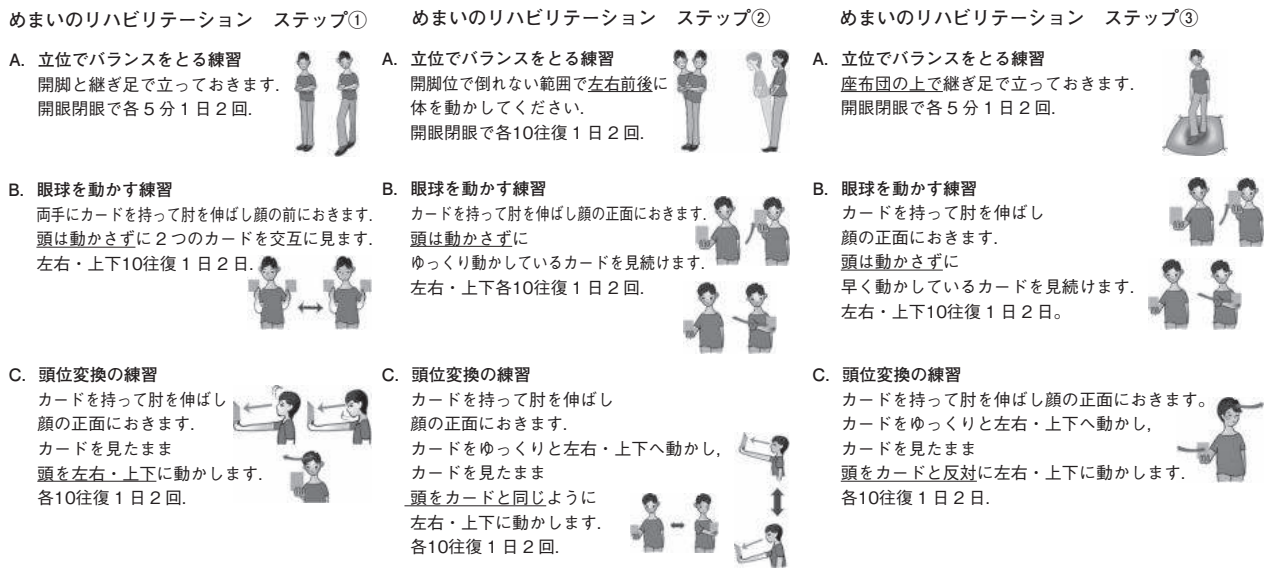 めまいのリハビリテーション　ステップ①
A. 立位でバランスをとる練習
開脚と継ぎ足で立っておきます.
開眼閉眼で各５分１日２回.
B. 眼球を動かす練習
両手にカードを持って肘を伸ばし顔の前におきます.
頭は動かさずに２つのカードを交互に見ます.
左右・上下10往復１日２日.
C. 頭位変換の練習
カードを持って肘を伸ばし
顔の正面におきます.
カードを見たまま
頭を左右・上下に動かします.
各10往復１日２回.
めまいのリハビリテーション　ステップ②
A. 立位でバランスをとる練習
開脚位で倒れない範囲で左右前後に
体を動かしてください.
開眼閉眼で各10往復１日２回.
B. 眼球を動かす練習
カードを持って肘を伸ばし顔の正面におきます.
頭は動かさずに
ゆっくり動かしているカードを見続けます.
左右・上下各10往復１日２回.
C. 頭位変換の練習
カードを持って肘を伸ばし
顔の正面におきます.
カードをゆっくりと左右・上下へ動かし,
カードを見たまま
頭をカードと同じように
左右・上下に動かします.
各10往復１日２回.
めまいのリハビリテーション　ステップ③
A. 立位でバランスをとる練習
座布団の上で継ぎ足で立っておきます.
開眼閉眼で各５分１日２回.
B. 眼球を動かす練習
カードを持って肘を伸ばし
顔の正面におきます.
頭は動かさずに
早く動かしているカードを見続けます.
左右・上下10往復１日２日。
C. 頭位変換の練習
カードを持って肘を伸ばし顔の正面におきます。
カードをゆっくりと左右・上下へ動かし,
カードを見たまま
頭をカードと反対に左右・上下に動かします.
各10往復１日２日.